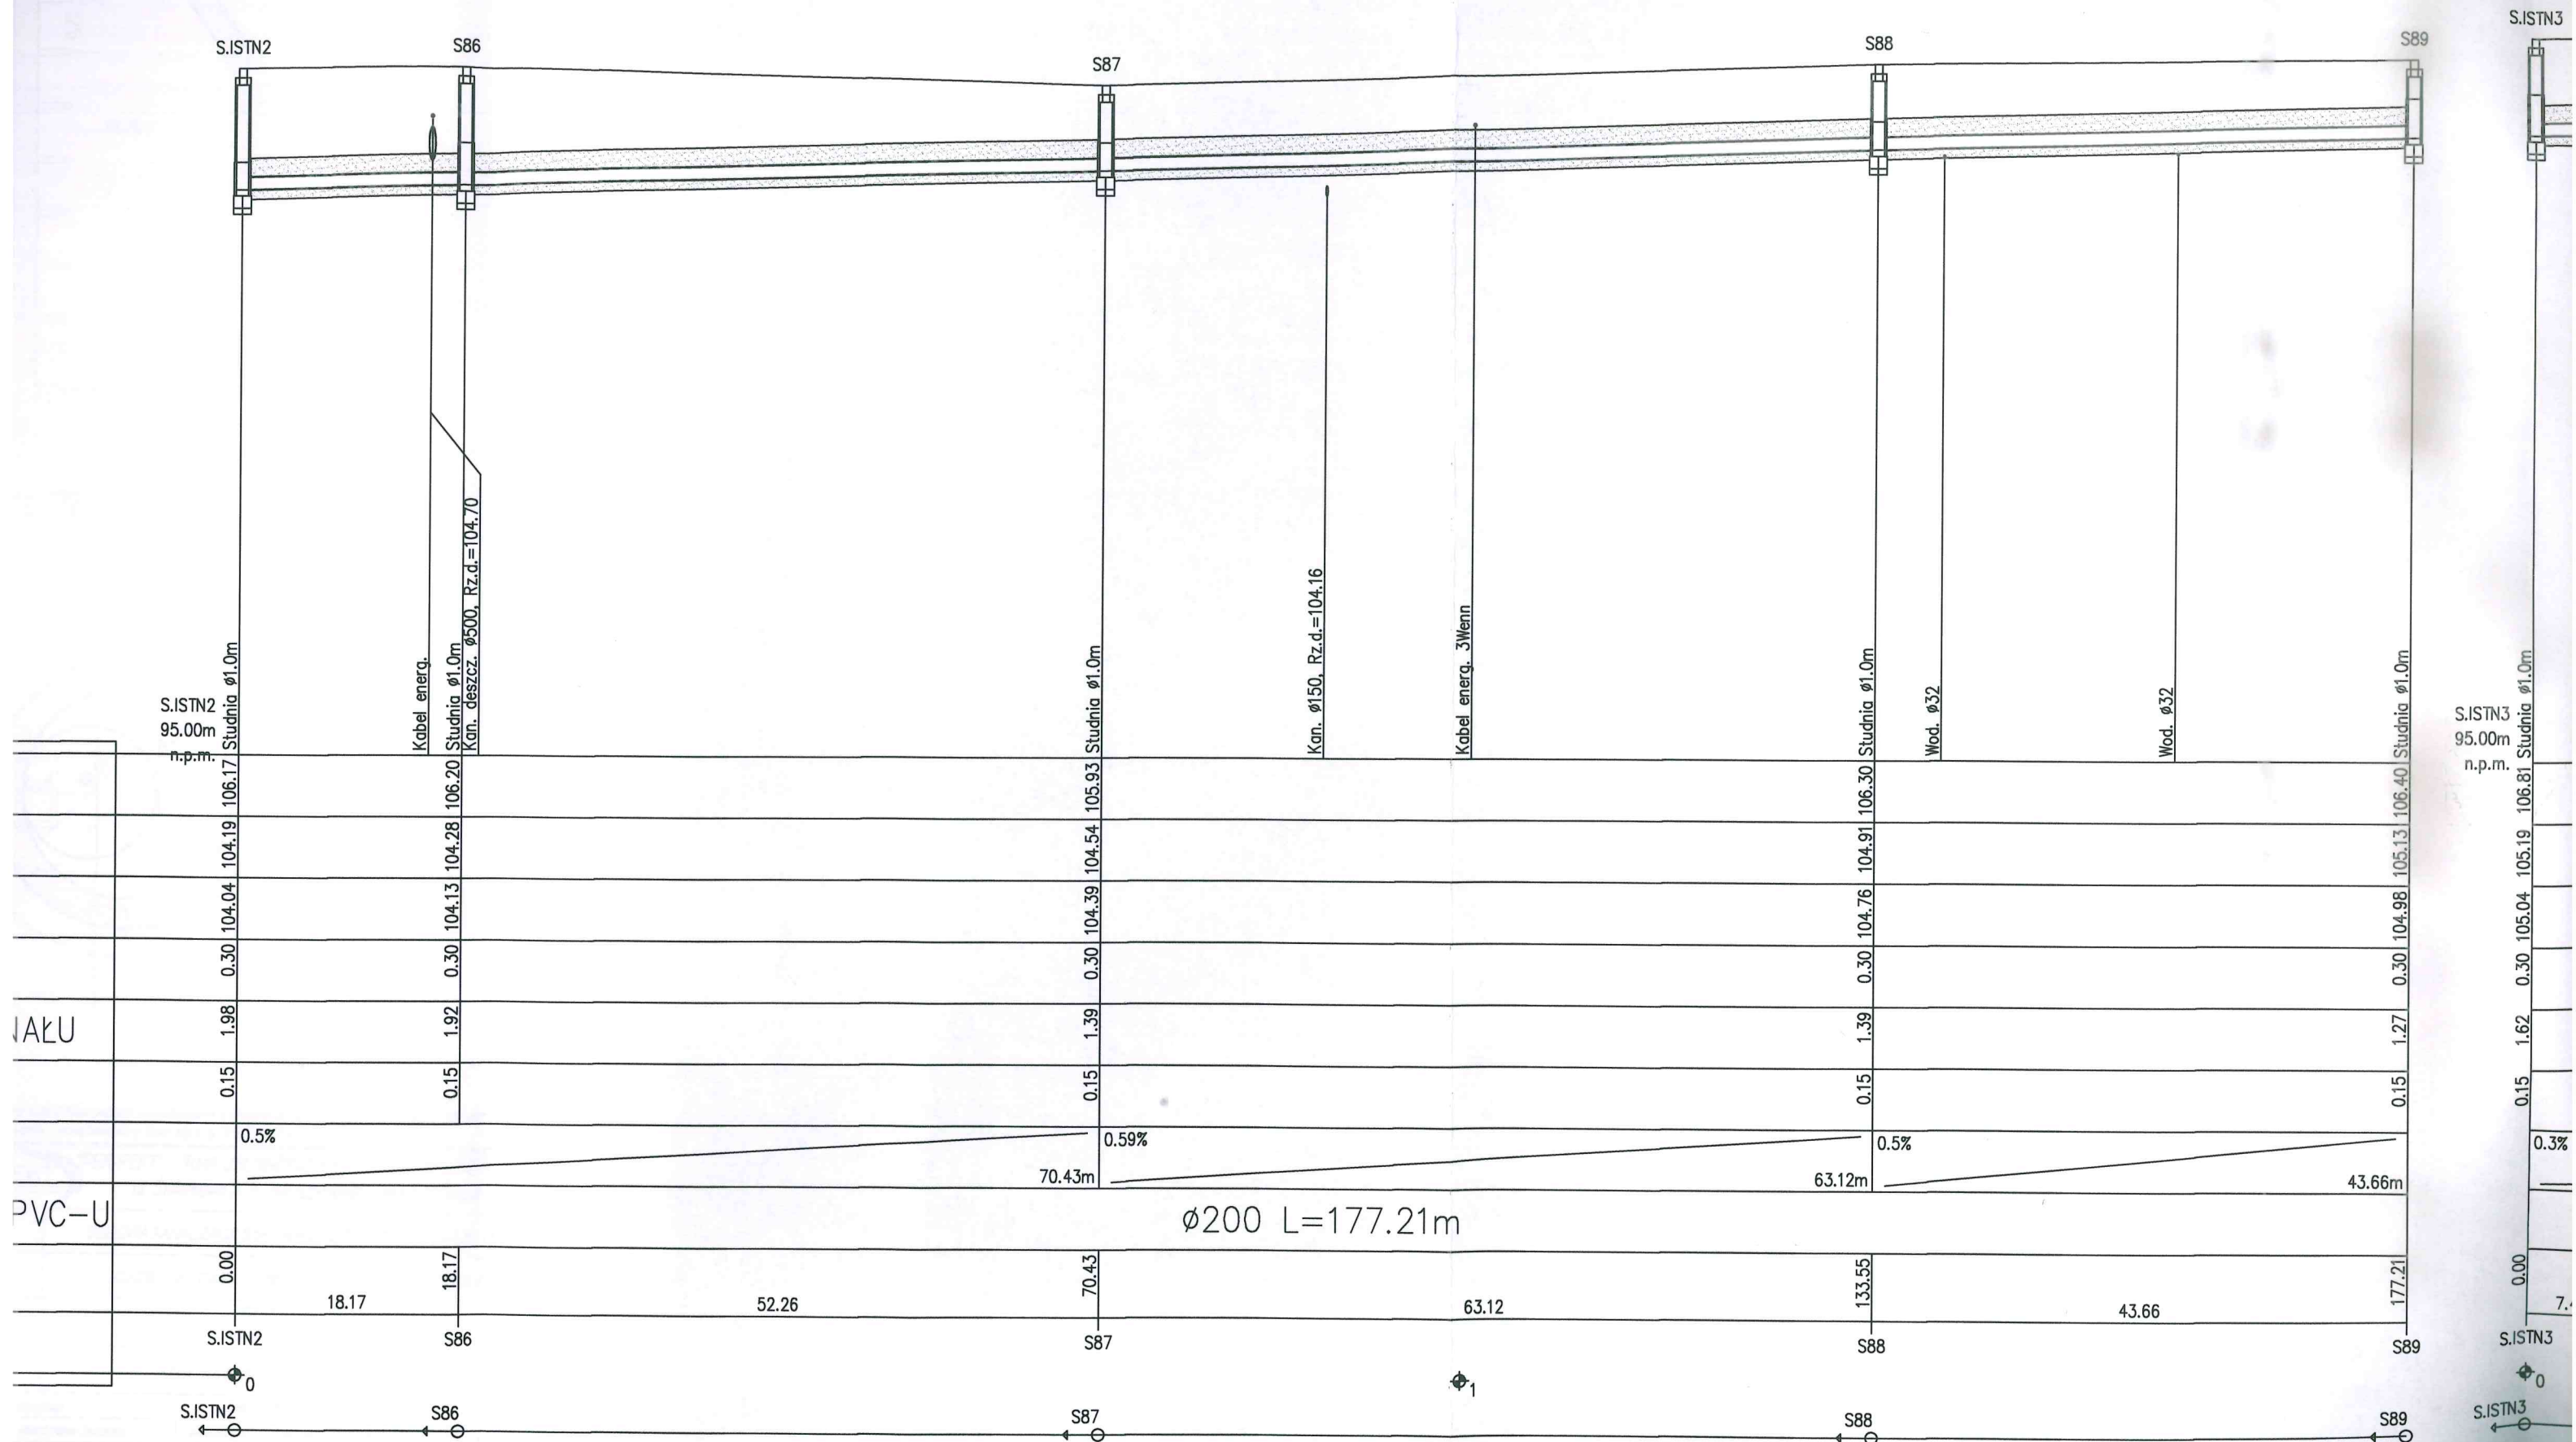 S.ISTN2
S86
S87
S88
S89
S.ISTN3
S.ISTN2
95.00m
n.p.m.
Studnia ø1.0m
Kabel energ.
Studnia ø1.0m
Kan. deszcz. ø500, Rz.d.=104.70
Studnia ø1.0m
Kan. ø150, Rz.d.=104.16
Kabel energ. 3Wenn
Studnia ø1.0m
Wod. ø32
Wod. ø32
Studnia ø1.0m
S.ISTN3
95.00m
n.p.m.
Studnia ø1.0m
106.17 106.20 105.93 106.30 106.40 106.81
104.19 104.28 104.54 104.91 105.13 105.19
104.04 104.13 104.39 104.76 104.98 105.04
0.30 0.30 0.30 0.30 0.30 0.30
NAŁU
1.98 1.92 1.39 1.39 1.27 1.62
0.15 0.15 0.15 0.15 0.15 0.15
0.5% 0.59% 0.5% 0.3%
70.43m 63.12m 43.66m
PVC-U
ø200 L=177.21m
0.00 18.17 70.43 133.55 177.21 0.00
18.17 52.26 63.12 43.66 7.4
S.ISTN2 S86 S87 S88 S89 S.ISTN3
0 1 0
S.ISTN2 S86 S87 S88 S89 S.ISTN3